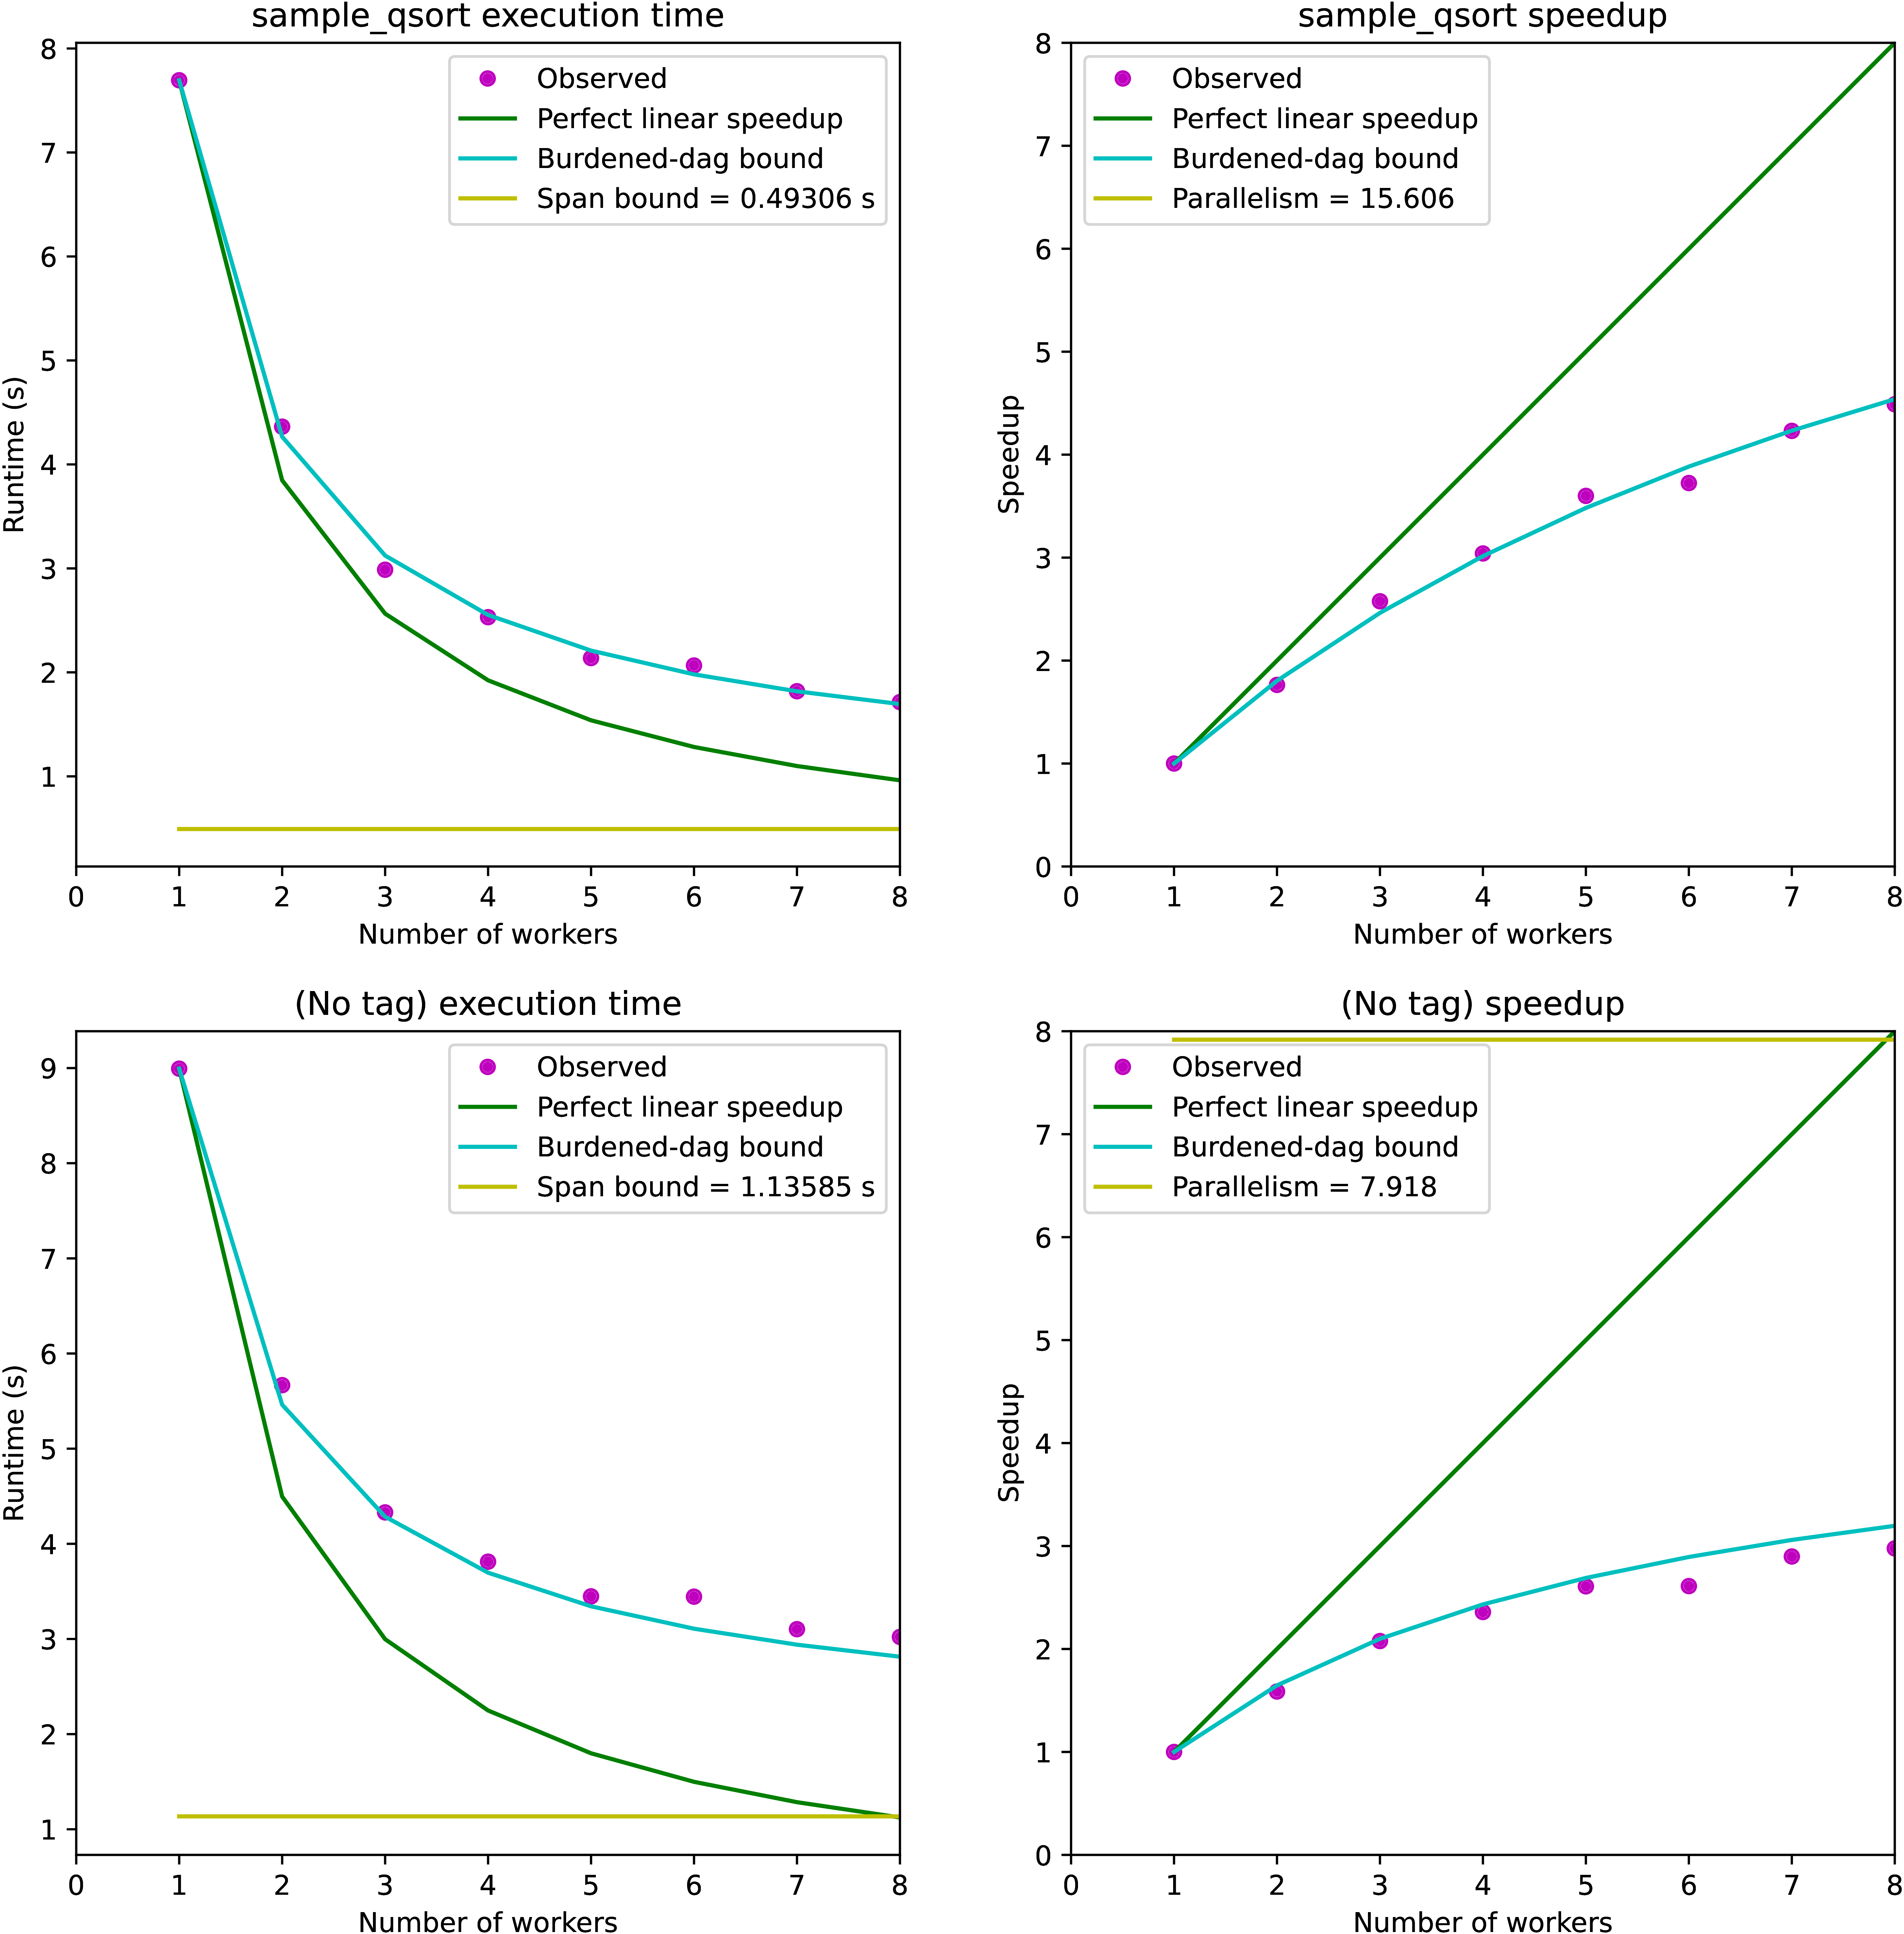 sample_qsort execution time
8
7
6
5
4
3
2
1
Runtime (s)
Observed
Perfect linear speedup
Burdened-dag bound
Span bound = 0.49306 s
0 1 2 3 4 5 6 7 8
Number of workers
sample_qsort speedup
8
7
6
5
4
3
2
1
0
Speedup
Observed
Perfect linear speedup
Burdened-dag bound
Parallelism = 15.606
0 1 2 3 4 5 6 7 8
Number of workers
(No tag) execution time
9
8
7
6
5
4
3
2
1
Runtime (s)
Observed
Perfect linear speedup
Burdened-dag bound
Span bound = 1.13585 s
0 1 2 3 4 5 6 7 8
Number of workers
(No tag) speedup
8
7
6
5
4
3
2
1
0
Speedup
Observed
Perfect linear speedup
Burdened-dag bound
Parallelism = 7.918
0 1 2 3 4 5 6 7 8
Number of workers